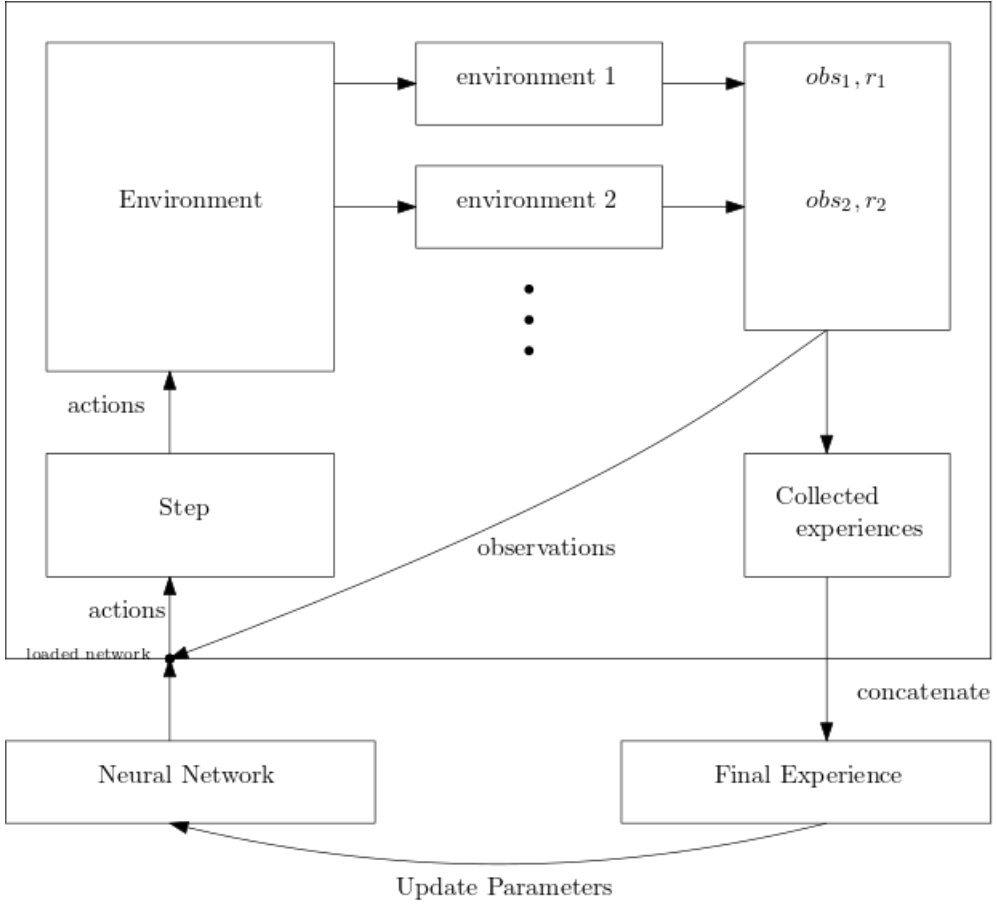 environment 1
obs₁, r₁
Environment
environment 2
obs₂, r₂
actions
Step
Collected
experiences
observations
actions
loaded network
concatenate
Neural Network
Final Experience
Update Parameters